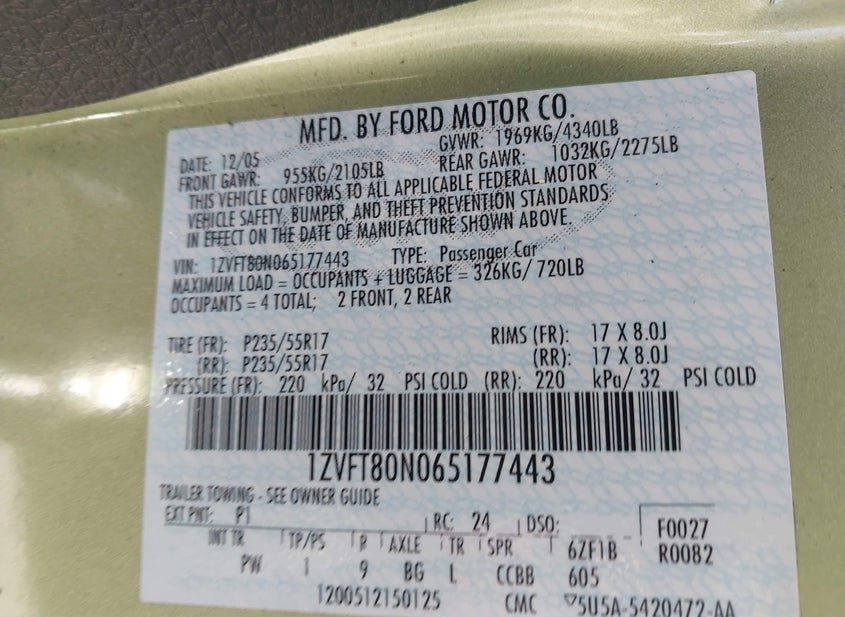 MFD. BY FORD MOTOR CO.
DATE: 12/05 GVWR: 1969KG/4340LB
FRONT GAWR: 955KG/2105LB REAR GAWR: 1032KG/2275LB
THIS VEHICLE CONFORMS TO ALL APPLICABLE FEDERAL MOTOR
VEHICLE SAFETY, BUMPER, AND THEFT PREVENTION STANDARDS
IN EFFECT ON THE DATE OF MANUFACTURE SHOWN ABOVE.
VIN: 1ZVFT80N065177443 TYPE: Passenger Car
MAXIMUM LOAD = OCCUPANTS + LUGGAGE = 326KG/ 720LB
OCCUPANTS = 4 TOTAL; 2 FRONT, 2 REAR
TIRE (FR): P235/55R17 RIMS (FR): 17 X 8.0J
(RR): P235/55R17 (RR): 17 X 8.0J
PRESSURE (FR): 220 kPa/ 32 PSI COLD (RR): 220 kPa/ 32 PSI COLD
1ZVFT80N065177443
TRAILER TOWING - SEE OWNER GUIDE
EXT PNT: P1 RC: 24 DSO: F0027
INT TR TP/PS R AXLE TR SPR 6ZF1B R0082
PW 1 9 BG L CCBB 605
1200512150125 CMC ▽5U5A-5420472-AA